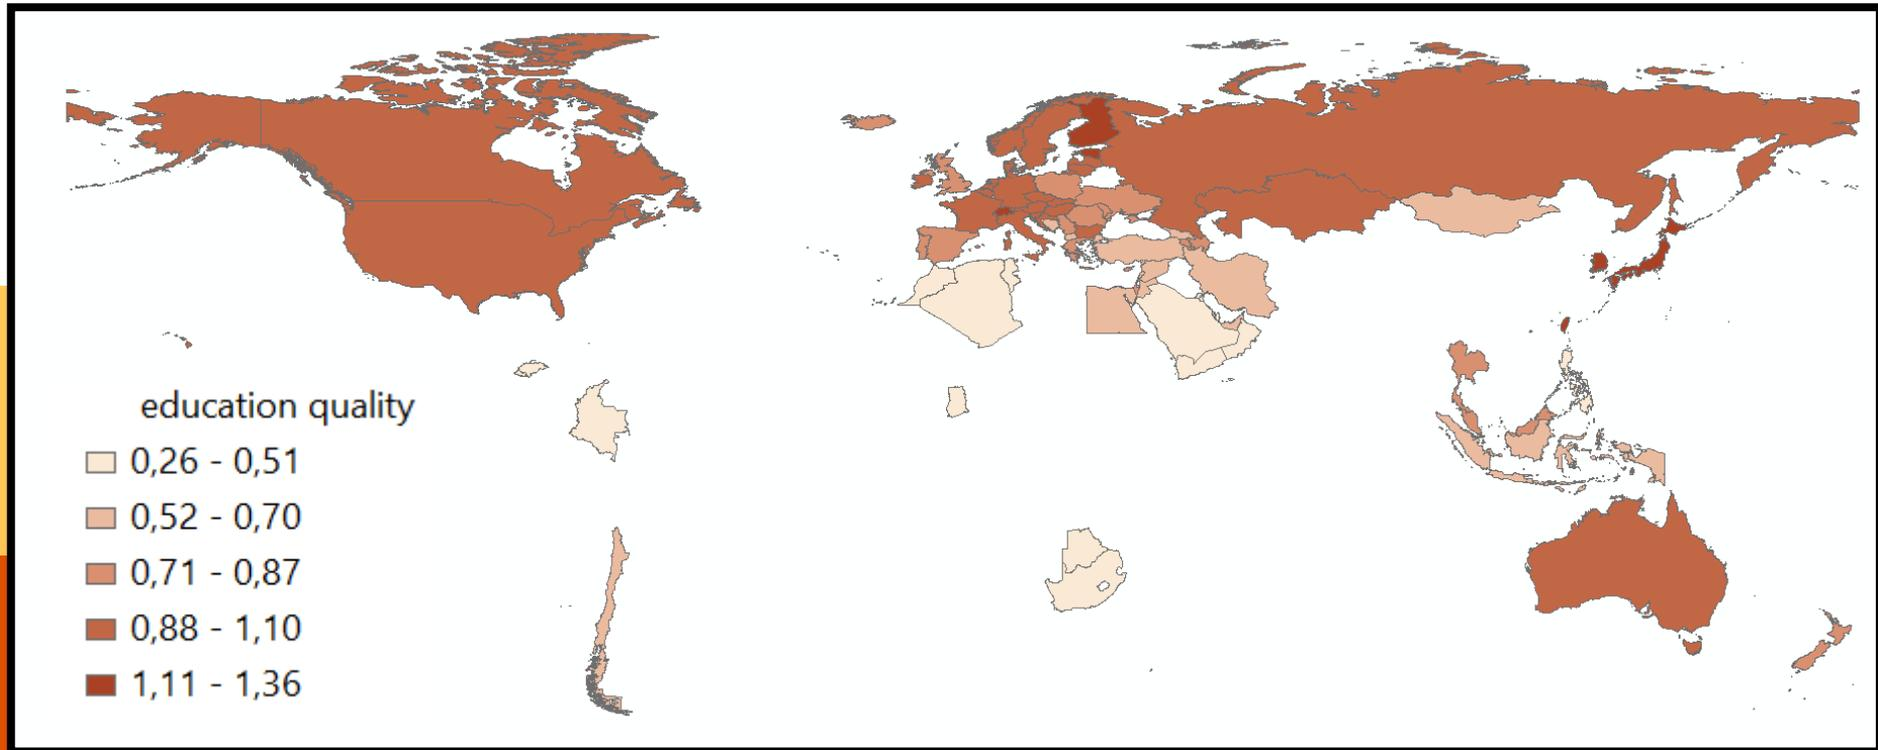 education quality
0,26 - 0,51
0,52 - 0,70
0,71 - 0,87
0,88 - 1,10
1,11 - 1,36